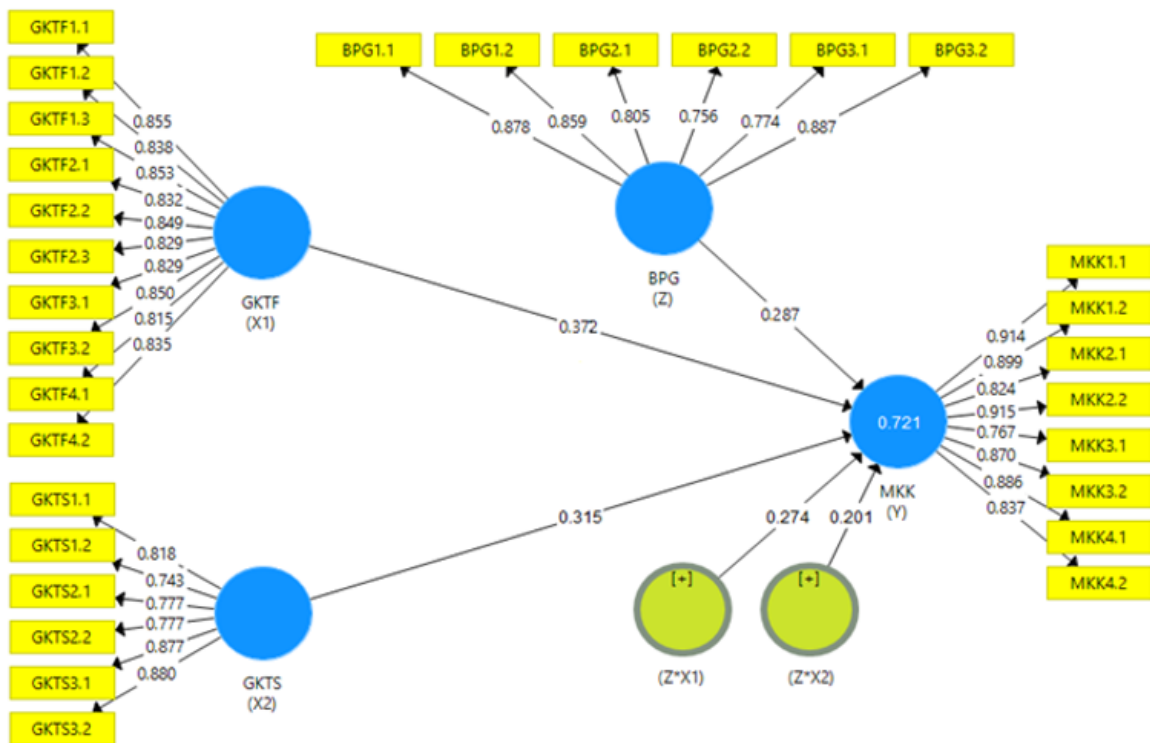 GKTF1.1
GKTF1.2
GKTF1.3
GKTF2.1
GKTF2.2
GKTF2.3
GKTF3.1
GKTF3.2
GKTF4.1
GKTF4.2
0.855
0.838
0.853
0.832
0.849
0.829
0.829
0.850
0.815
0.835
GKTF
(X1)
BPG1.1 BPG1.2 BPG2.1 BPG2.2 BPG3.1 BPG3.2
0.878 0.859 0.805 0.756 0.774 0.887
BPG
(Z)
0.372
0.287
0.315
0.274 0.201
GKTS1.1
GKTS1.2
GKTS2.1
GKTS2.2
GKTS3.1
GKTS3.2
0.818
0.743
0.777
0.777
0.877
0.880
GKTS
(X2)
[+] [+]
(Z*X1) (Z*X2)
0.721
MKK
(Y)
0.914
0.899
0.824
0.915
0.767
0.870
0.886
0.837
MKK1.1
MKK1.2
MKK2.1
MKK2.2
MKK3.1
MKK3.2
MKK4.1
MKK4.2